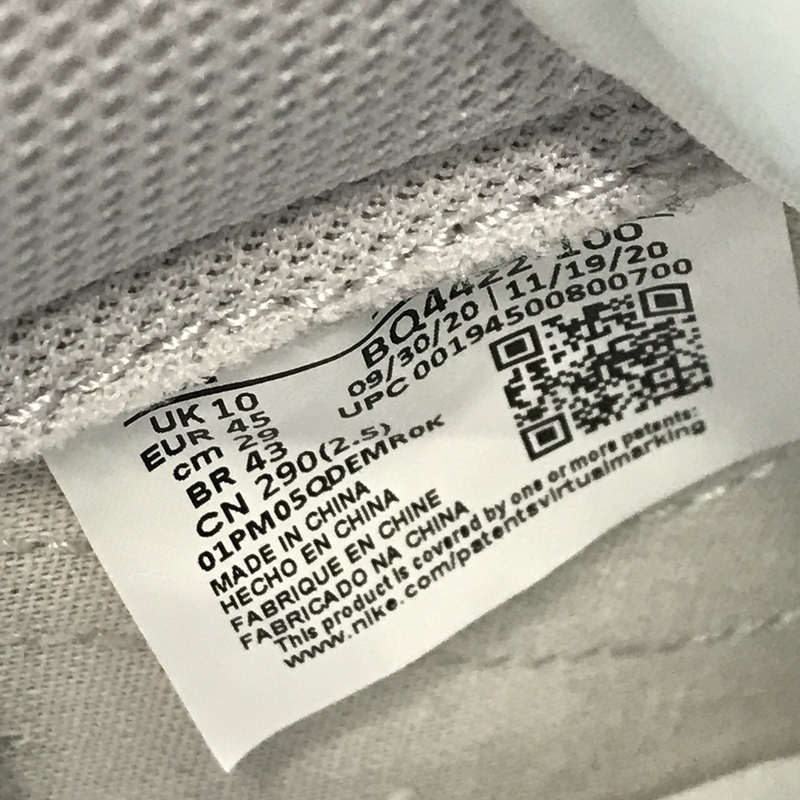 BQ4422 100
09/30/20 | 11/19/20
UPC 00194500800700
UK 10
EUR 45
cm 29
BR 43
CN 290(2.5)
01PM05QDEMRoK
MADE IN CHINA
HECHO EN CHINA
FABRIQUE EN CHINE
FABRICADO NA CHINA
This product is covered by one or more patents:
www.nike.com/patentsvirtualmarking